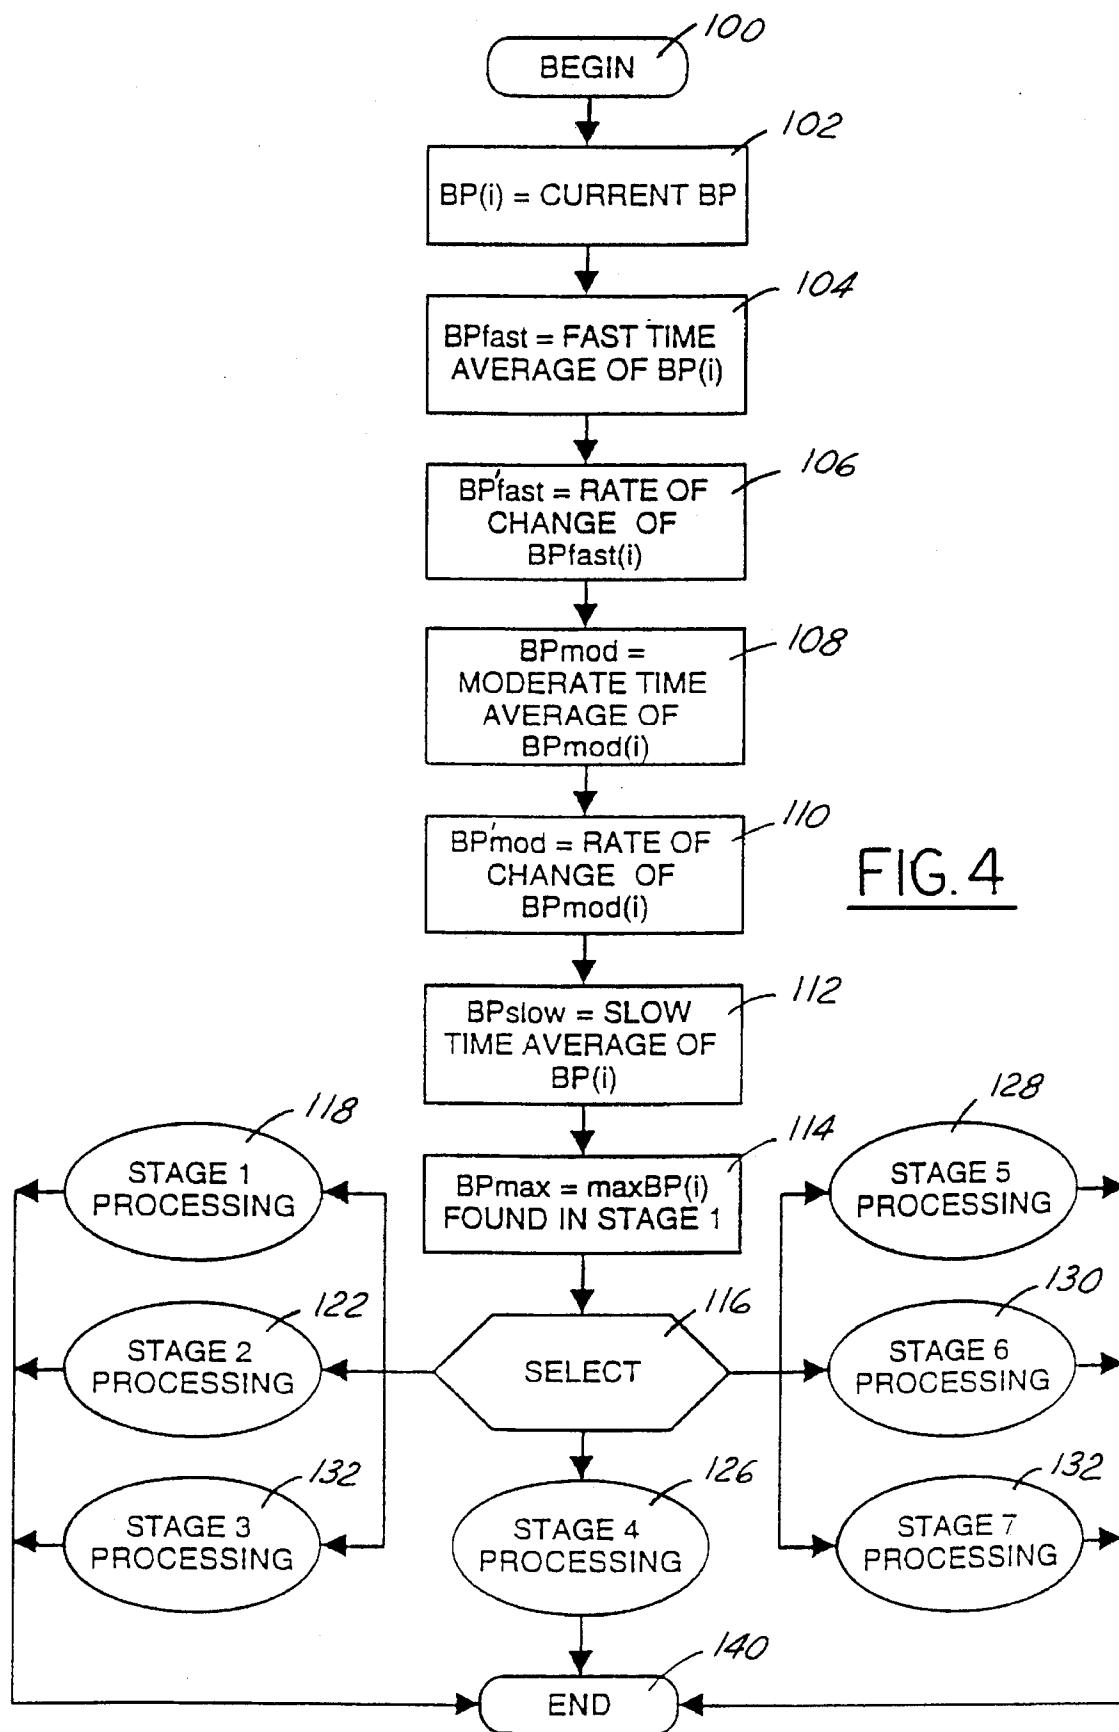 100
BEGIN
102
BP(i) = CURRENT BP
104
BPfast = FAST TIME
AVERAGE OF BP(i)
106
BP'fast = RATE OF
CHANGE OF
BPfast(i)
108
BPmod =
MODERATE TIME
AVERAGE OF
BPmod(i)
110
BP'mod = RATE OF
CHANGE OF
BPmod(i)
FIG. 4
112
BPslow = SLOW
TIME AVERAGE OF
BP(i)
114
BPmax = maxBP(i)
FOUND IN STAGE 1
116
SELECT
118
STAGE 1
PROCESSING
122
STAGE 2
PROCESSING
132
STAGE 3
PROCESSING
126
STAGE 4
PROCESSING
128
STAGE 5
PROCESSING
130
STAGE 6
PROCESSING
132
STAGE 7
PROCESSING
140
END